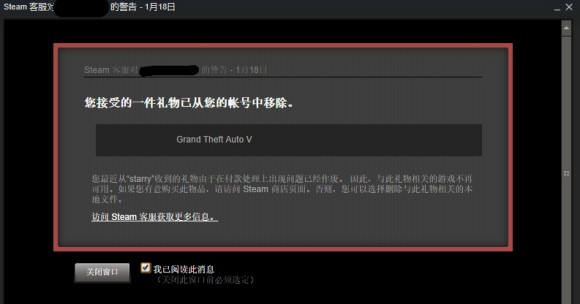 Steam 客服对 的警告 - 1月18日
Steam 客服对 的警告 - 1月18日
您接受的一件礼物已从您的帐号中移除。
Grand Theft Auto V
您最近从“starry”收到的礼物由于在付款处理上出现问题已经作废。 因此，与此礼物相关的游戏不再
可用。如果您有意购买此物品，请访问 Steam 商店页面。否则，您可以选择删除与此礼物相关的本
地文件。
访问 Steam 客服获取更多信息。
关闭窗口
我已阅读此消息
（关闭此窗口前必须选定）